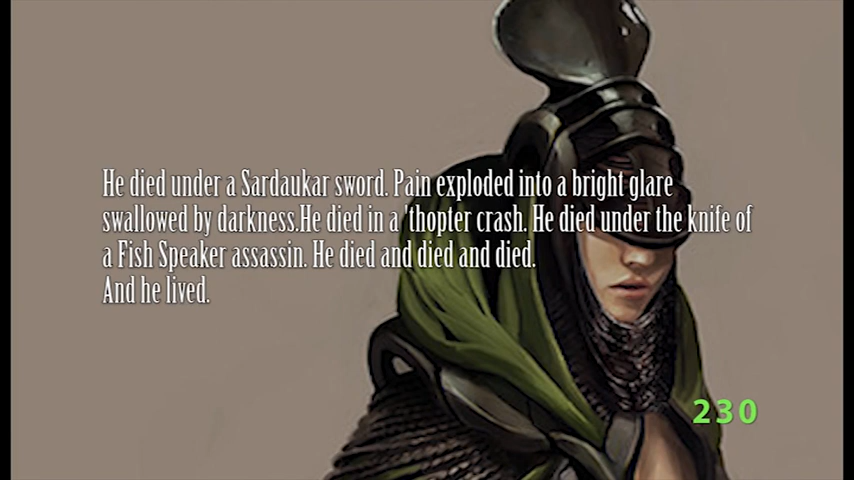 He died under a Sardaukar sword. Pain exploded into a bright glare
swallowed by darkness.He died in a 'thopter crash. He died under the knife of
a Fish Speaker assassin. He died and died and died.
And he lived.
230